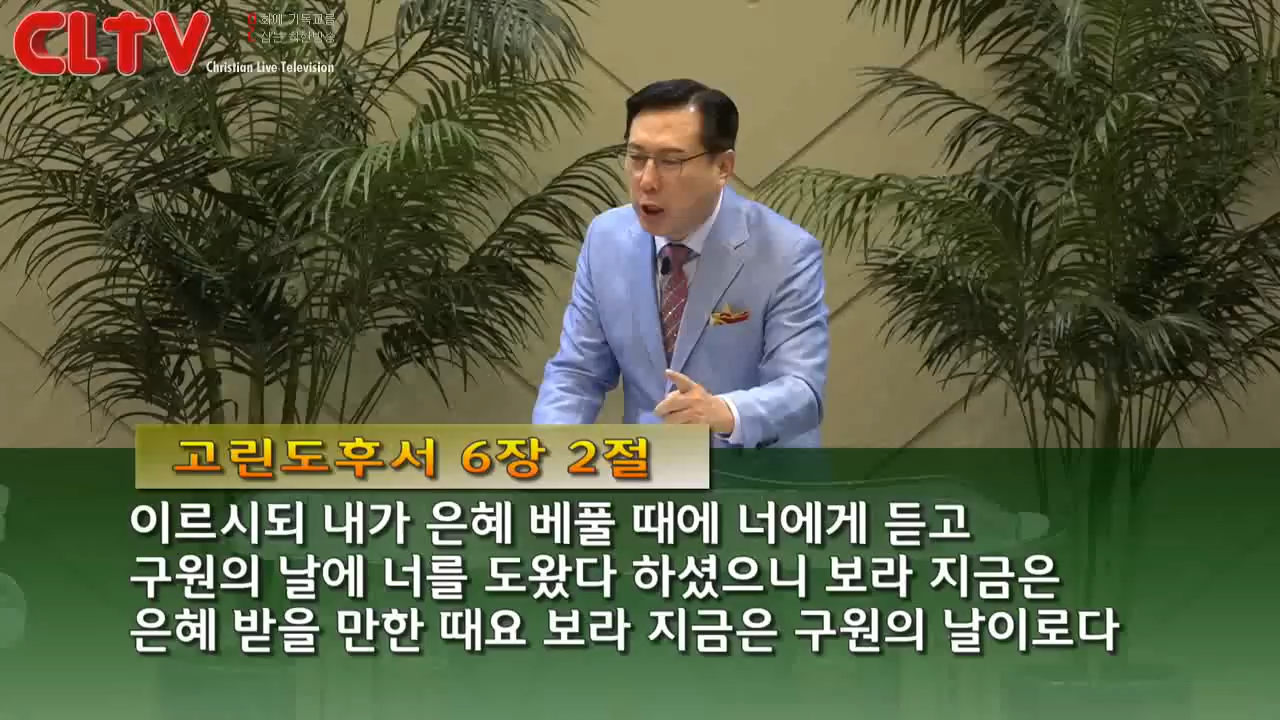 CLTV
Christian Live Television
고린도후서 6장 2절
이르시되 내가 은혜 베풀 때에 너에게 듣고
구원의 날에 너를 도왔다 하셨으니 보라 지금은
은혜 받을 만한 때요 보라 지금은 구원의 날이로다